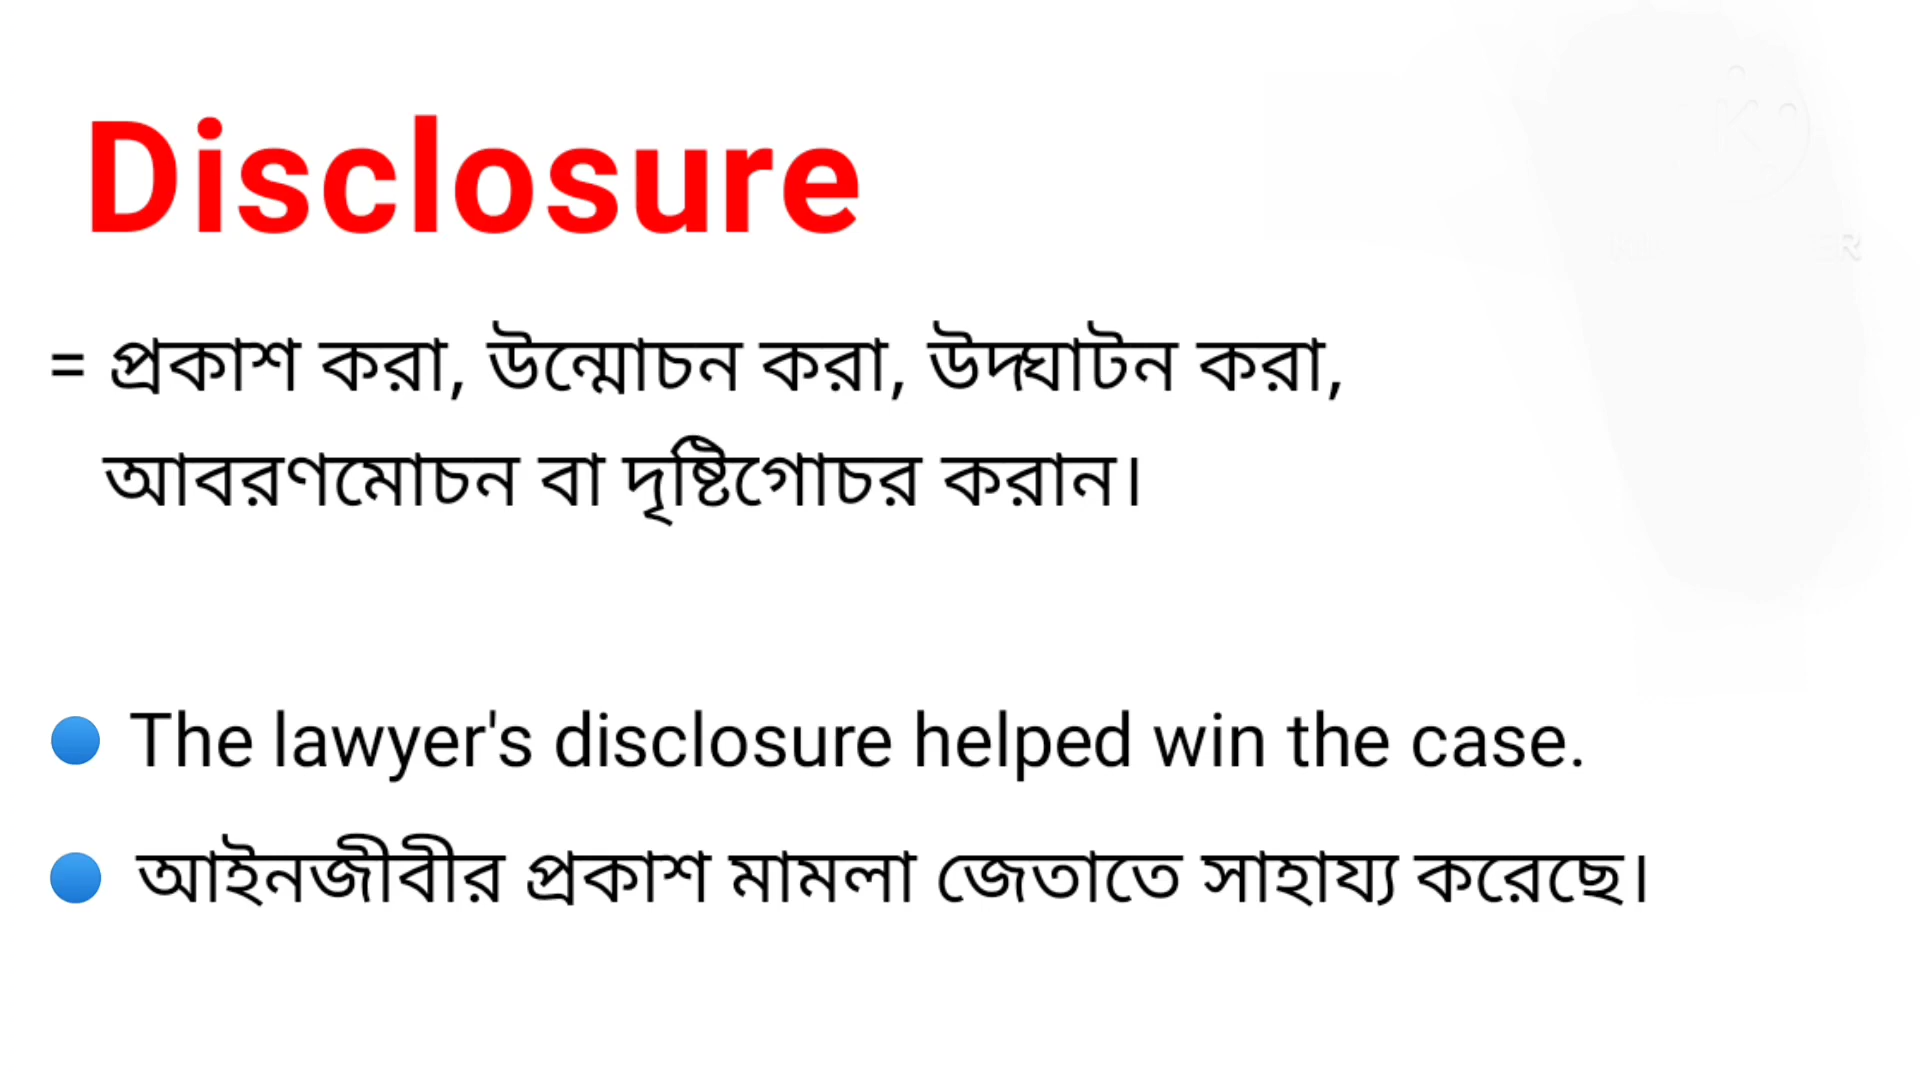 Disclosure
= প্রকাশ করা, উন্মোচন করা, উদ্ঘাটন করা,
আবরণমোচন বা দৃষ্টিগোচর করান।
The lawyer's disclosure helped win the case.
আইনজীবীর প্রকাশ মামলা জেতাতে সাহায্য করেছে।